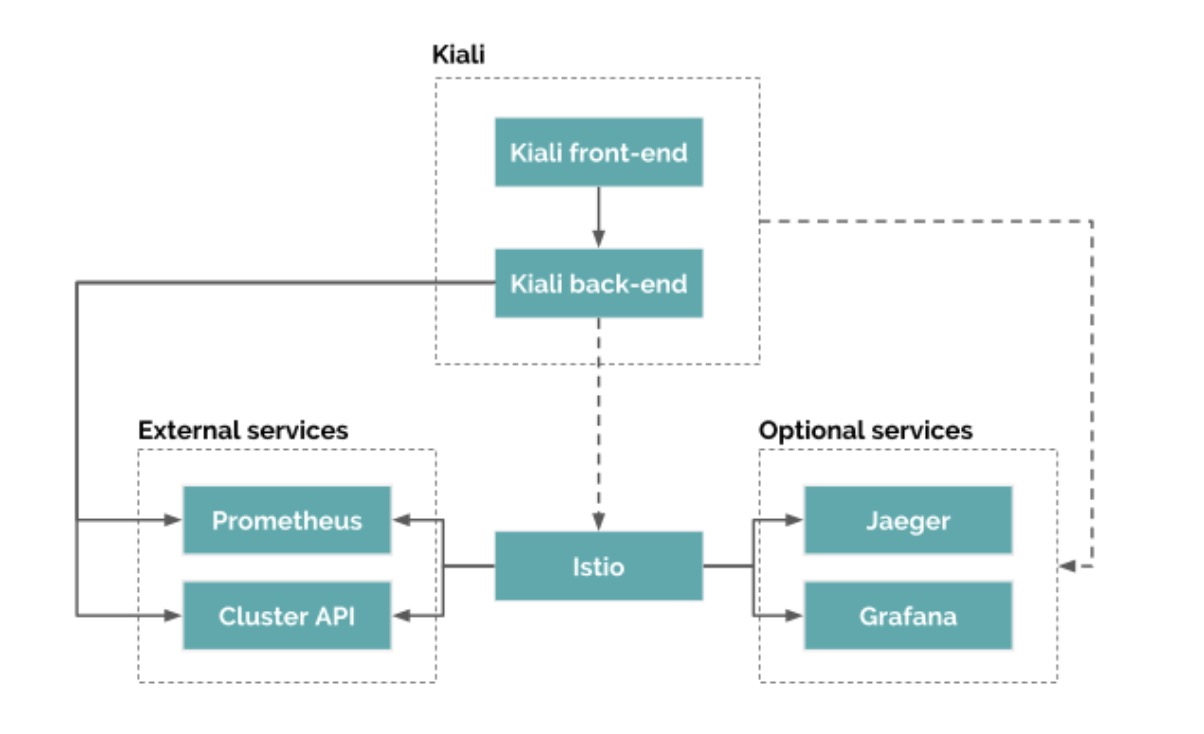 Kiali
Kiali front-end
Kiali back-end
External services
Optional services
Prometheus
Jaeger
Istio
Cluster API
Grafana